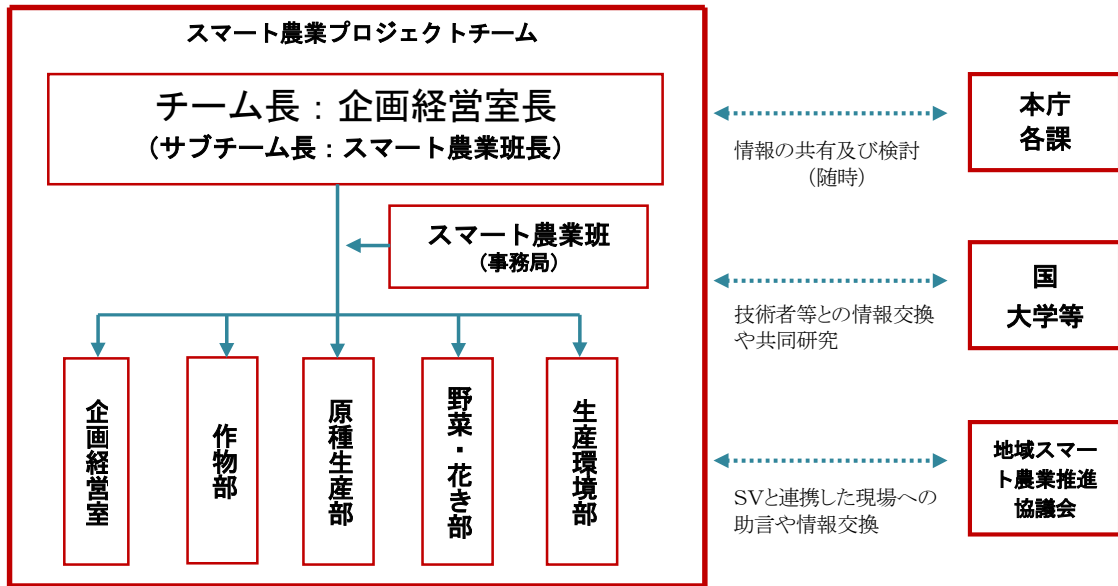 スマート農業プロジェクトチーム
チーム長：企画経営室長
（サブチーム長：スマート農業班長）
スマート農業班
（事務局）
企画経営室
作物部
原種生産部
野菜・花き部
生産環境部
情報の共有及び検討
（随時）
本庁
各課
技術者等との情報交換
や共同研究
国
大学等
SVと連携した現場への
助言や情報交換
地域スマー
ト農業推進
協議会